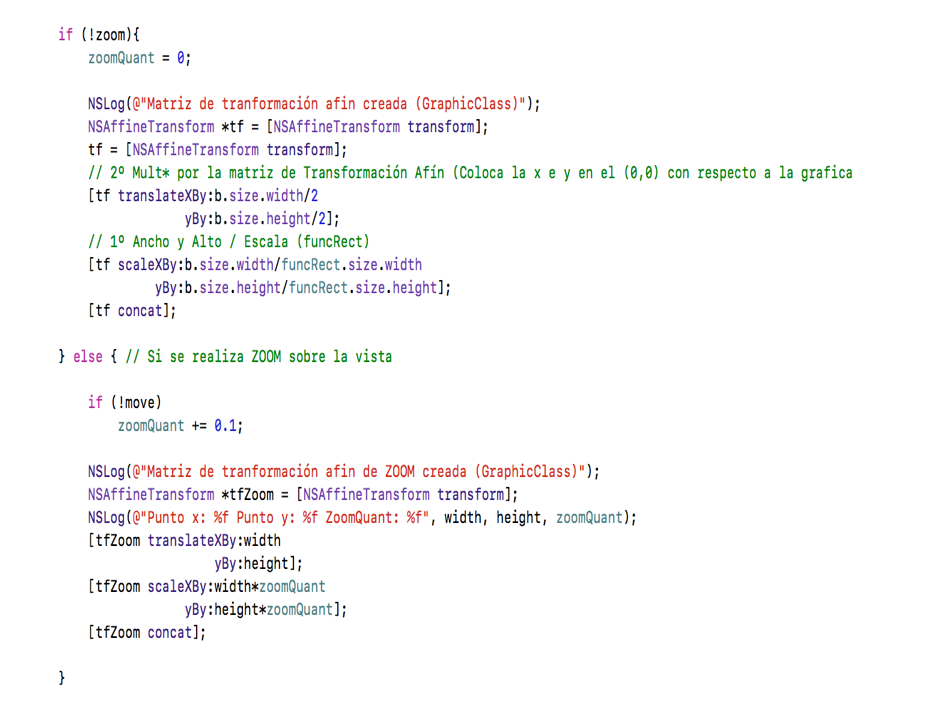 if (!zoom){
zoomQuant = 0;
NSLog(@"Matriz de tranformación afin creada (GraphicClass)");
NSAffineTransform *tf = [NSAffineTransform transform];
tf = [NSAffineTransform transform];
// 2º Mult* por la matriz de Transformación Afín (Coloca la x e y en el (0,0) con respecto a la grafica
[tf translateXBy:b.size.width/2
yBy:b.size.height/2];
// 1º Ancho y Alto / Escala (funcRect)
[tf scaleXBy:b.size.width/funcRect.size.width
yBy:b.size.height/funcRect.size.height];
[tf concat];
} else { // Si se realiza ZOOM sobre la vista
if (!move)
zoomQuant += 0.1;
NSLog(@"Matriz de tranformación afin de ZOOM creada (GraphicClass)");
NSAffineTransform *tfZoom = [NSAffineTransform transform];
NSLog(@"Punto x: %f Punto y: %f ZoomQuant: %f", width, height, zoomQuant);
[tfZoom translateXBy:width
yBy:height];
[tfZoom scaleXBy:width*zoomQuant
yBy:height*zoomQuant];
[tfZoom concat];
}